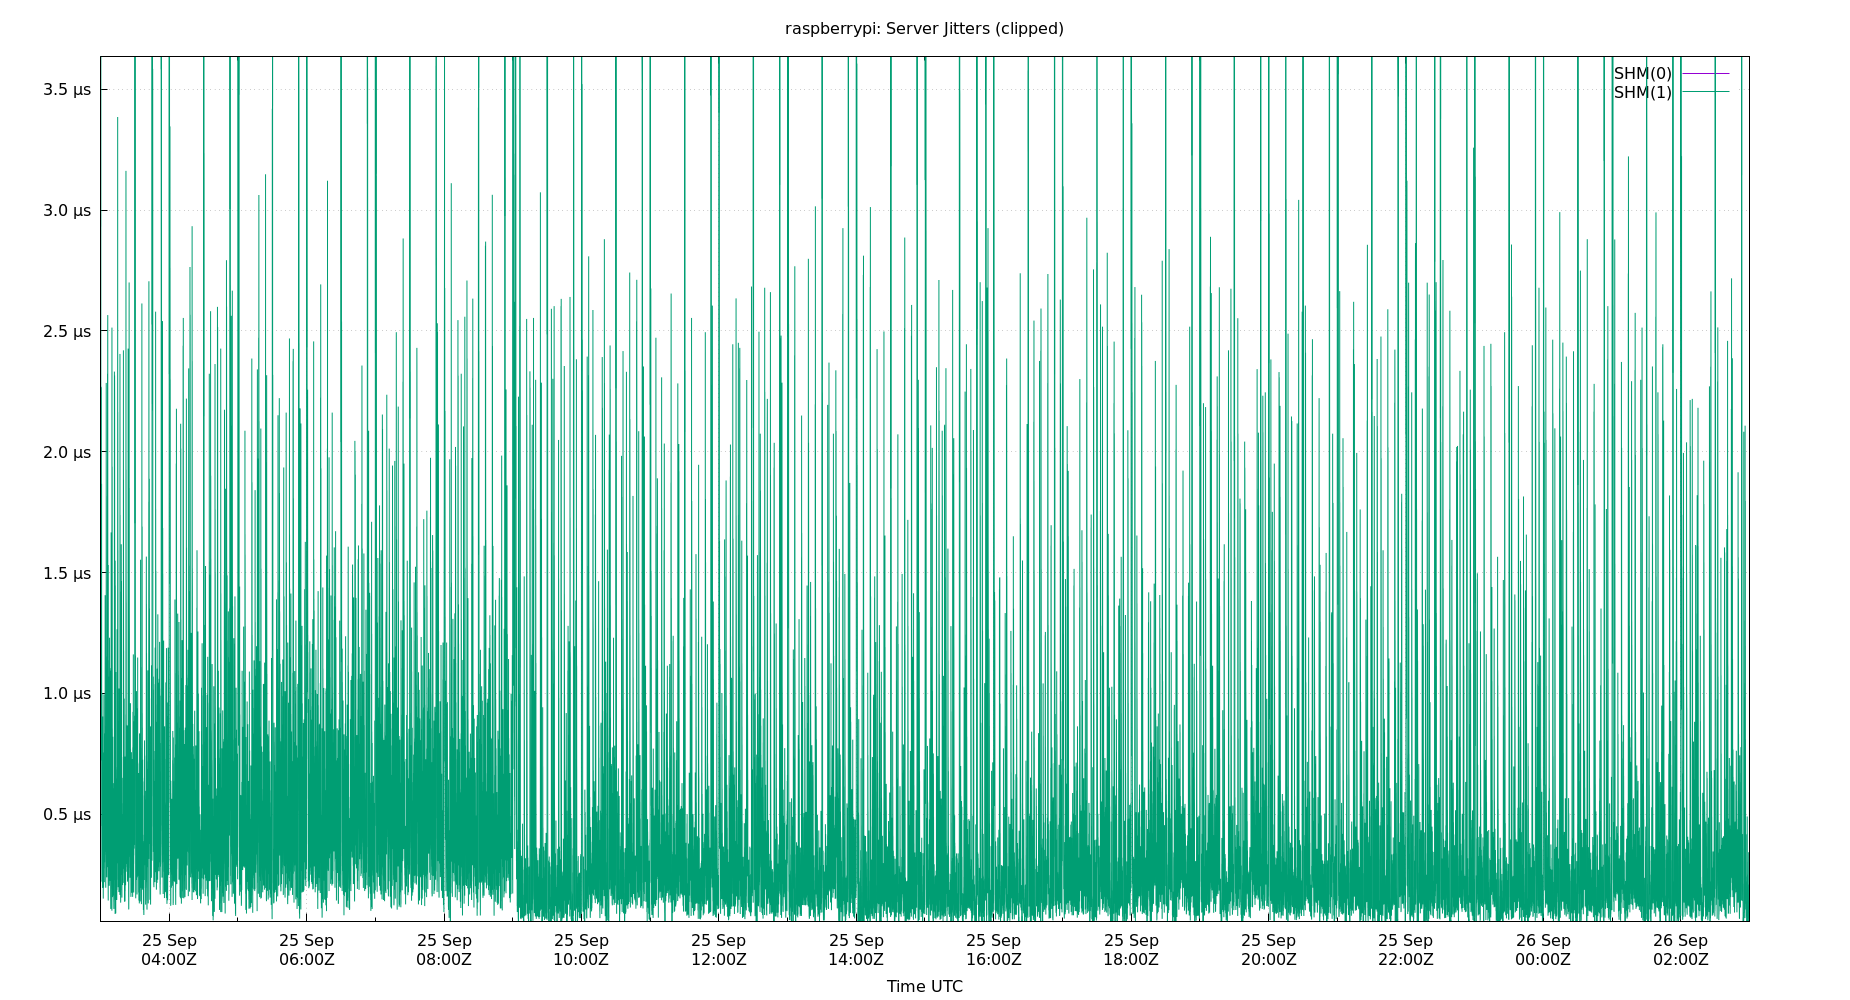 raspberrypi: Server Jitters (clipped)
SHM(0)
SHM(1)
3.5 µs
3.0 µs
2.5 µs
2.0 µs
1.5 µs
1.0 µs
0.5 µs
25 Sep 25 Sep 25 Sep 25 Sep 25 Sep 25 Sep 25 Sep 25 Sep 25 Sep 25 Sep 26 Sep 26 Sep
04:00Z 06:00Z 08:00Z 10:00Z 12:00Z 14:00Z 16:00Z 18:00Z 20:00Z 22:00Z 00:00Z 02:00Z
Time UTC